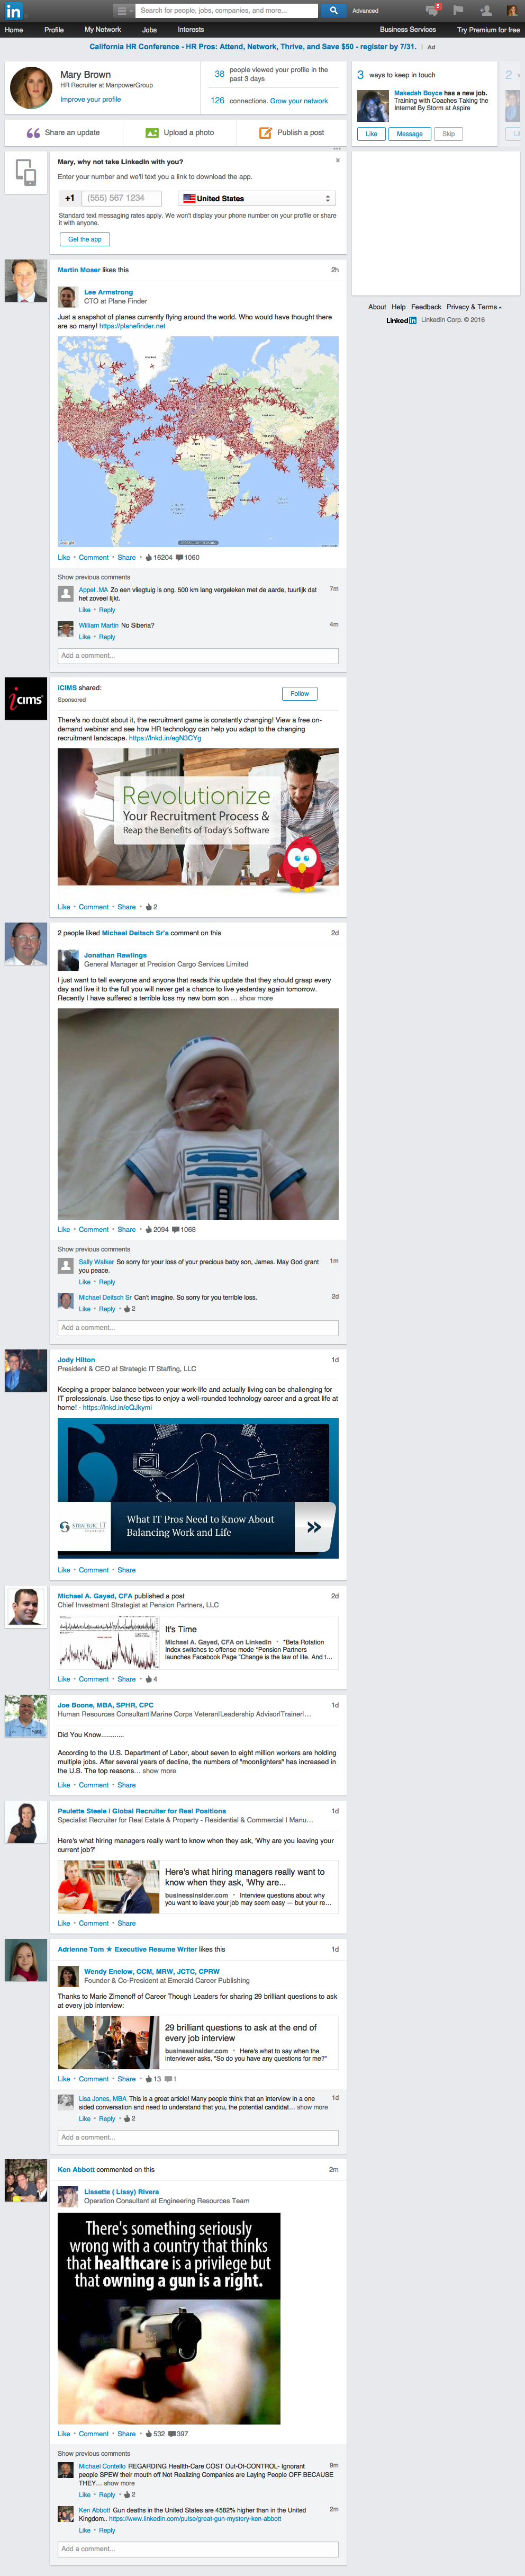 in
Search for people, jobs, companies, and more...
Advanced
5
Home Profile My Network Jobs Interests
Business Services Try Premium for free
California HR Conference - HR Pros: Attend, Network, Thrive, and Save $50 - register by 7/31. | Ad
Mary Brown
HR Recruiter at ManpowerGroup
Improve your profile
38 people viewed your profile in the
past 3 days
126 connections. Grow your network
3 ways to keep in touch
Makedah Boyce has a new job.
Training with Coaches Taking the
Internet By Storm at Aspire
Like Message Skip
2
Share an update
Upload a photo
Publish a post
Mary, why not take LinkedIn with you?
Enter your number and we'll text you a link to download the app.
+1 (555) 567 1234
United States
Standard text messaging rates apply. We won't display your phone number on your profile or share
it with anyone.
Get the app
About Help Feedback Privacy & Terms
LinkedIn LinkedIn Corp. © 2016
Martin Moser likes this 2h
Lee Armstrong
CTO at Plane Finder
Just a snapshot of planes currently flying around the world. Who would have thought there
are so many! https://planefinder.net
Like • Comment • Share • 16204 1060
Show previous comments
Appel .MA Zo een vliegtuig is ong. 500 km lang vergeleken met de aarde, tuurlijk dat 7m
het zoveel lijkt.
Like • Reply
William Martin No Siberia? 4m
Like • Reply
Add a comment...
icims
iCIMS shared:
Sponsored
Follow
There's no doubt about it, the recruitment game is constantly changing! View a free on-
demand webinar and see how HR technology can help you adapt to the changing
recruitment landscape. https://lnkd.in/egN3CYg
Revolutionize
Your Recruitment Process &
Reap the Benefits of Today's Software
Like • Comment • Share • 2
2 people liked Michael Deitsch Sr's comment on this 2d
Jonathan Rawlings
General Manager at Precision Cargo Services Limited
I just want to tell everyone and anyone that reads this update that they should grasp every
day and live it to the full you will never get a chance to live yesterday again tomorrow.
Recently I have suffered a terrible loss my new born son ... show more
Like • Comment • Share • 2094 1068
Show previous comments
Sally Walker So sorry for your loss of your precious baby son, James. May God grant 1m
you peace.
Like • Reply
Michael Deitsch Sr Can't imagine. So sorry for you terrible loss. 2d
Like • Reply • 2
Add a comment...
Jody Hilton 1d
President & CEO at Strategic IT Staffing, LLC
Keeping a proper balance between your work-life and actually living can be challenging for
IT professionals. Use these tips to enjoy a well-rounded technology career and a great life at
home! - https://lnkd.in/eQJkymi
STRATEGIC IT
STAFFING
What IT Pros Need to Know About
Balancing Work and Life
»
Like • Comment • Share
Michael A. Gayed, CFA published a post 2d
Chief Investment Strategist at Pension Partners, LLC
It's Time
Michael A. Gayed, CFA on LinkedIn • "Beta Rotation
Index switches to offense mode "Pension Partners
launches Facebook Page "Change is the law of life. And t...
Like • Comment • Share • 4
Joe Boone, MBA, SPHR, CPC 1d
Human Resources Consultant|Marine Corps Veteran|Leadership Advisor|Trainer|...
Did You Know............
According to the U.S. Department of Labor, about seven to eight million workers are holding
multiple jobs. After several years of decline, the numbers of "moonlighters" has increased in
the U.S. The top reasons... show more
Like • Comment • Share
Paulette Steele I Global Recruiter for Real Positions 1d
Specialist Recruiter for Real Estate & Property - Residential & Commercial I Manu...
Here's what hiring managers really want to know when they ask, 'Why are you leaving your
current job?'
Here's what hiring managers really want to
know when they ask, 'Why are...
businessinsider.com • Interview questions about why
you want to leave your job may seem easy — but your re...
Like • Comment • Share
Adrienne Tom ★ Executive Resume Writer likes this 1d
Wendy Enelow, CCM, MRW, JCTC, CPRW
Founder & Co-President at Emerald Career Publishing
Thanks to Marie Zimenoff of Career Though Leaders for sharing 29 brilliant questions to ask
at every job interview:
29 brilliant questions to ask at the end of
every job interview
businessinsider.com • Here's what to say when the
interviewer asks, "So do you have any questions for me?"
Like • Comment • Share • 13 1
Lisa Jones, MBA This is a great article! Many people think that an interview in a one 1d
sided conversation and need to understand that you, the potential candidat... show more
Like • Reply • 2
Add a comment...
Ken Abbott commented on this 2m
Lissette ( Lissy) Rivera
Operation Consultant at Engineering Resources Team
There's something seriously
wrong with a country that thinks
that healthcare is a privilege but
that owning a gun is a right.
Like • Comment • Share • 532 397
Show previous comments
Michael Contello REGARDING Health-Care COST Out-Of-CONTROL- Ignorant 9m
people SPEW their mouth off Not Realizing Companies are Laying People OFF BECAUSE
THEY... show more
Like • Reply • 2
Ken Abbott Gun deaths in the United States are 4582% higher than in the United 2m
Kingdom.. https://www.linkedin.com/pulse/great-gun-mystery-ken-abbott
Like • Reply
Add a comment...